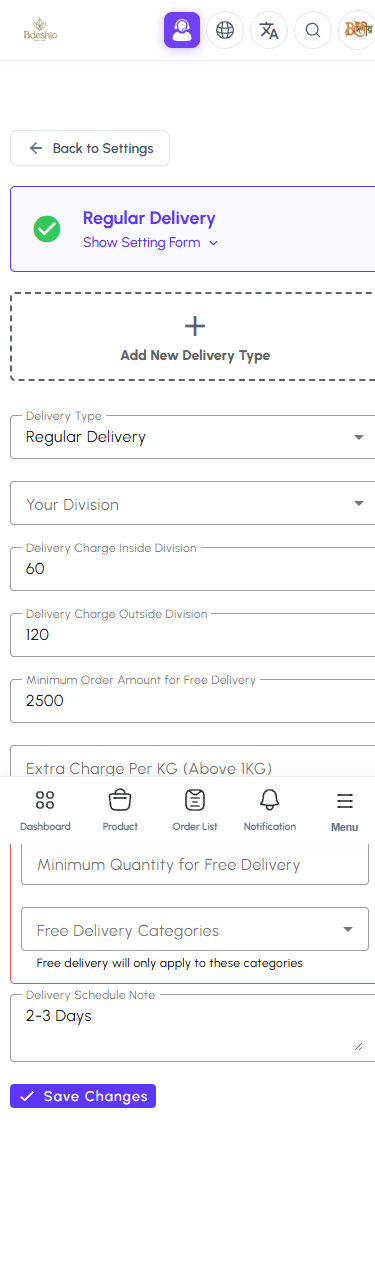 Bdeshio
Back to Settings
Regular Delivery
Show Setting Form
Add New Delivery Type
Delivery Type
Regular Delivery
Your Division
Delivery Charge Inside Division
60
Delivery Charge Outside Division
120
Minimum Order Amount for Free Delivery
2500
Extra Charge Per KG (Above 1KG)
Dashboard
Product
Order List
Notification
Menu
Minimum Quantity for Free Delivery
Free Delivery Categories
Free delivery will only apply to these categories
Delivery Schedule Note
2-3 Days
Save Changes